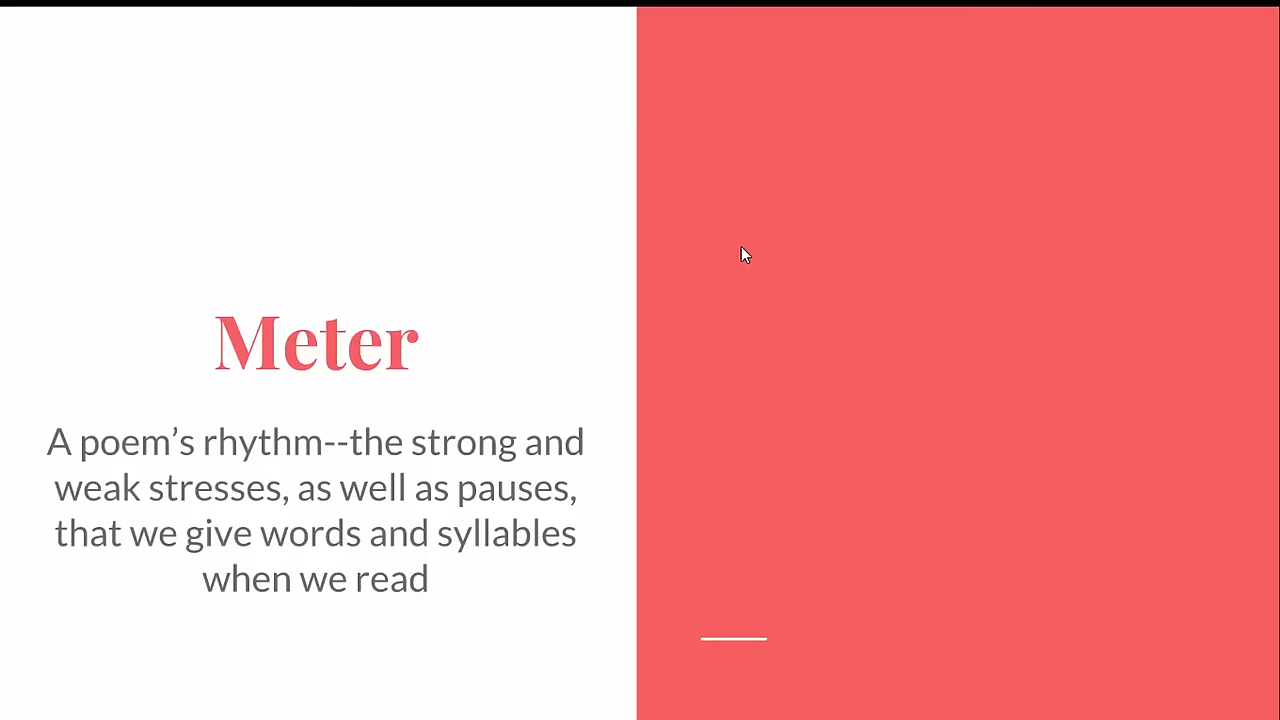 Meter
A poem’s rhythm--the strong and
weak stresses, as well as pauses,
that we give words and syllables
when we read